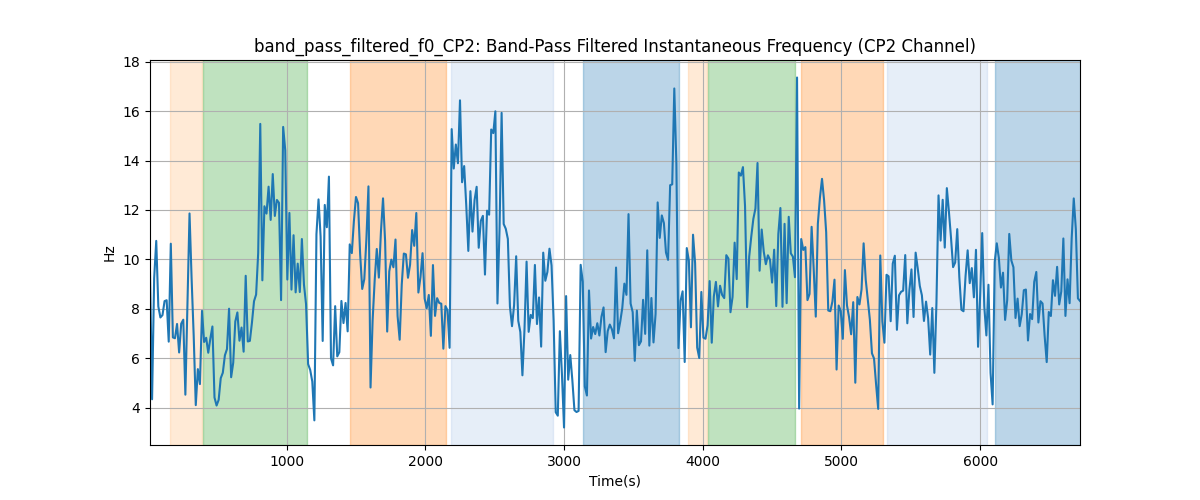 band_pass_filtered_f0_CP2: Band-Pass Filtered Instantaneous Frequency (CP2 Channel)
18
16
14
12
10
8
6
4
Hz
1000 2000 3000 4000 5000 6000
Time(s)